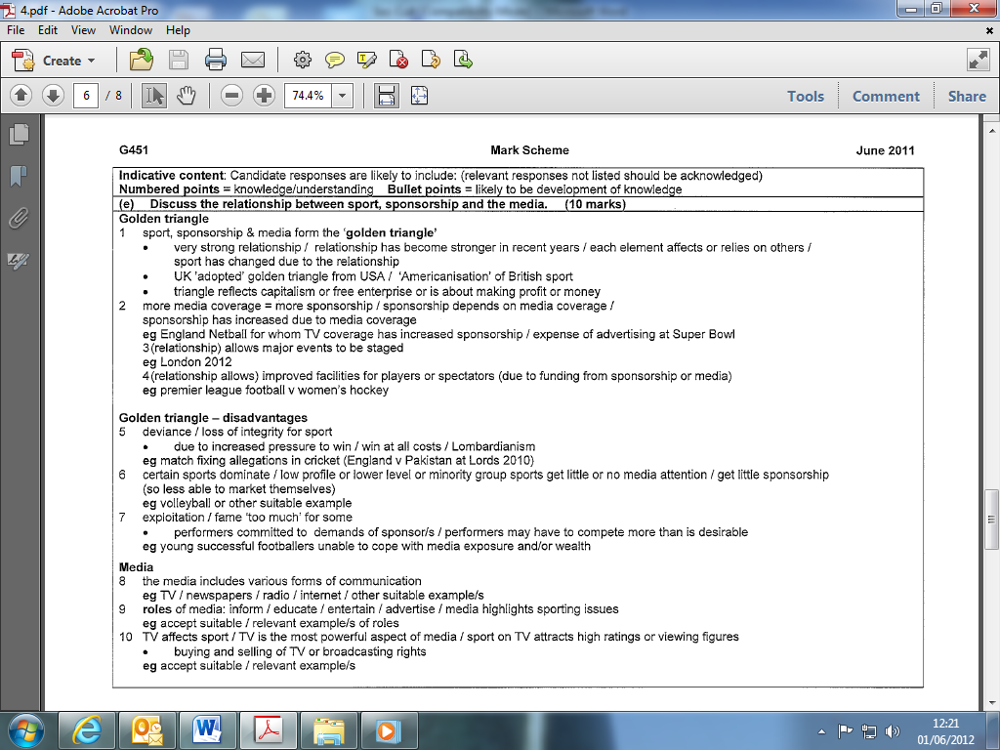 4.pdf - Adobe Acrobat Pro
File Edit View Window Help
Create
6 / 8 74.4% Tools Comment Share
G451 Mark Scheme June 2011
Indicative content: Candidate responses are likely to include: (relevant responses not listed should be acknowledged)
Numbered points = knowledge/understanding Bullet points = likely to be development of knowledge
(e) Discuss the relationship between sport, sponsorship and the media. (10 marks)
Golden triangle
1 sport, sponsorship & media form the 'golden triangle'
• very strong relationship / relationship has become stronger in recent years / each element affects or relies on others /
sport has changed due to the relationship
• UK 'adopted' golden triangle from USA / 'Americanisation' of British sport
• triangle reflects capitalism or free enterprise or is about making profit or money
2 more media coverage = more sponsorship / sponsorship depends on media coverage /
sponsorship has increased due to media coverage
eg England Netball for whom TV coverage has increased sponsorship / expense of advertising at Super Bowl
3(relationship) allows major events to be staged
eg London 2012
4(relationship allows) improved facilities for players or spectators (due to funding from sponsorship or media)
eg premier league football v women's hockey
Golden triangle – disadvantages
5 deviance / loss of integrity for sport
• due to increased pressure to win / win at all costs / Lombardianism
eg match fixing allegations in cricket (England v Pakistan at Lords 2010)
6 certain sports dominate / low profile or lower level or minority group sports get little or no media attention / get little sponsorship
(so less able to market themselves)
eg volleyball or other suitable example
7 exploitation / fame 'too much' for some
• performers committed to demands of sponsor/s / performers may have to compete more than is desirable
eg young successful footballers unable to cope with media exposure and/or wealth
Media
8 the media includes various forms of communication
eg TV / newspapers / radio / internet / other suitable example/s
9 roles of media: inform / educate / entertain / advertise / media highlights sporting issues
eg accept suitable / relevant example/s of roles
10 TV affects sport / TV is the most powerful aspect of media / sport on TV attracts high ratings or viewing figures
• buying and selling of TV or broadcasting rights
eg accept suitable / relevant example/s
12:21
01/06/2012